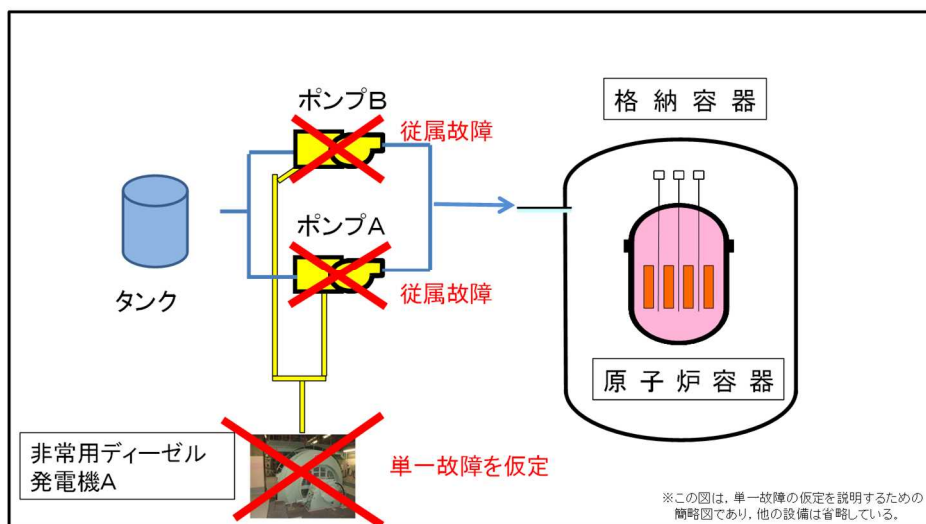 ポンプB
従属故障
格 納 容 器
ポンプA
従属故障
タンク
原 子 炉 容 器
非常用ディーゼル
発電機A
単一故障を仮定
※この図は，単一故障の仮定を説明するための
簡略図であり，他の設備は省略している。